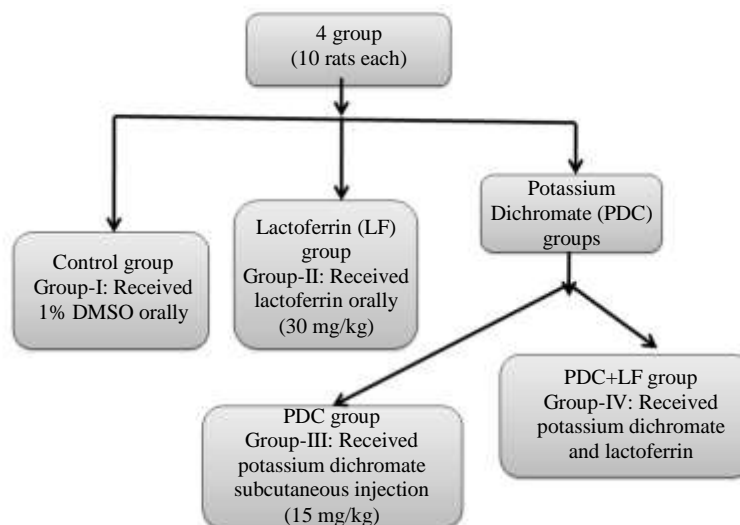 4 group
(10 rats each)
Potassium
Dichromate (PDC)
groups
Lactoferrin (LF)
group
Group-II: Received
lactoferrin orally
(30 mg/kg)
Control group
Group-I: Received
1% DMSO orally
PDC+LF group
Group-IV: Received
potassium dichromate
and lactoferrin
PDC group
Group-III: Received
potassium dichromate
subcutaneous injection
(15 mg/kg)